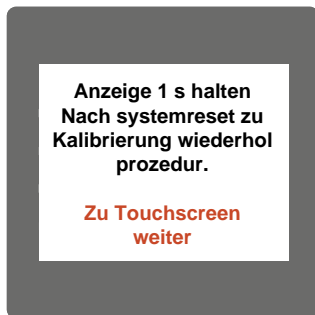 Anzeige 1 s halten
Nach systemreset zu
Kalibrierung wiederhol
prozedur.
Zu Touchscreen
weiter